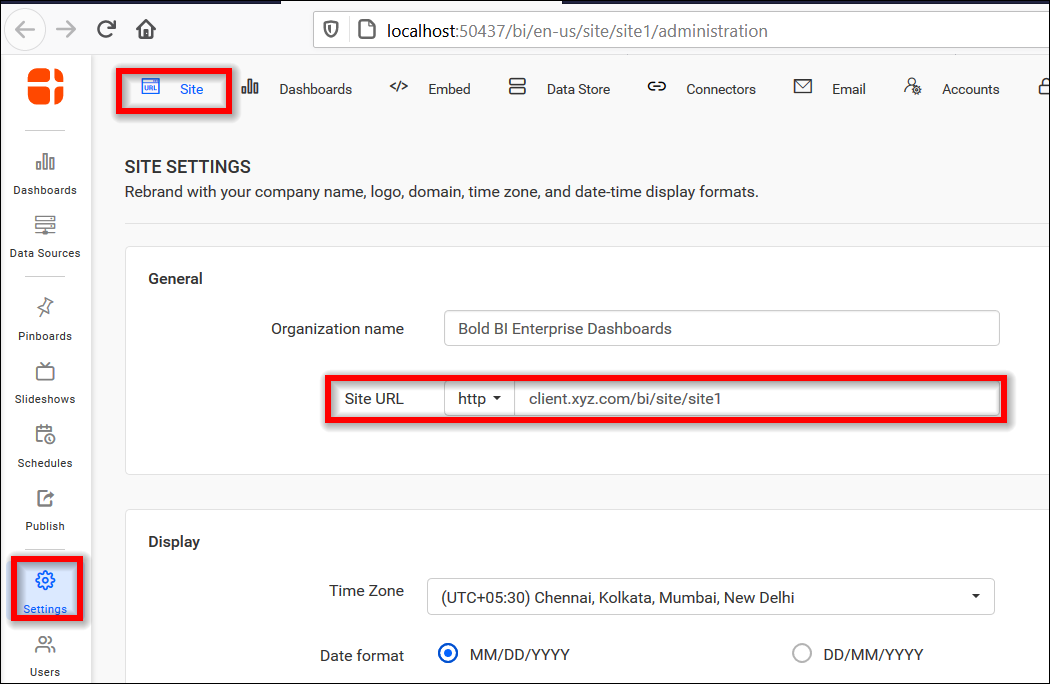 localhost:50437/bi/en-us/site/site1/administration
URL Site Dashboards </> Embed Data Store Connectors Email Accounts
Dashboards
Data Sources
Pinboards
Slideshows
Schedules
Publish
Settings
Users
SITE SETTINGS
Rebrand with your company name, logo, domain, time zone, and date-time display formats.
General
Organization name Bold BI Enterprise Dashboards
Site URL http client.xyz.com/bi/site/site1
Display
Time Zone (UTC+05:30) Chennai, Kolkata, Mumbai, New Delhi
Date format MM/DD/YYYY DD/MM/YYYY